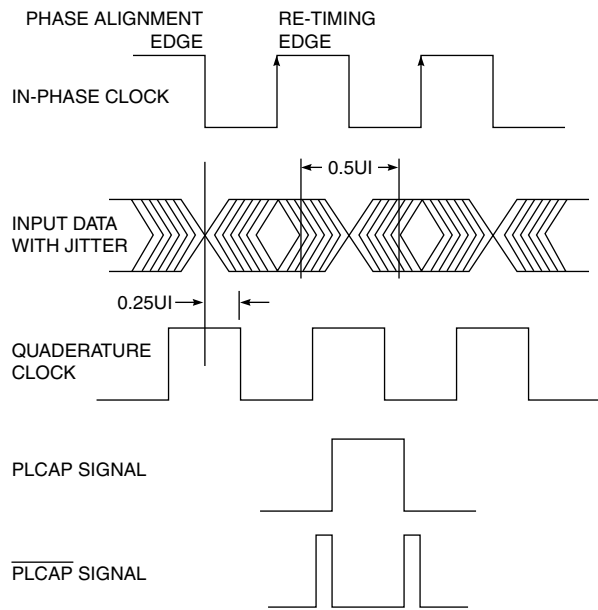 PHASE ALIGNMENT
EDGE
RE-TIMING
EDGE
IN-PHASE CLOCK
0.5UI
INPUT DATA
WITH JITTER
0.25UI
QUADERATURE
CLOCK
PLCAP SIGNAL
PLCAP SIGNAL